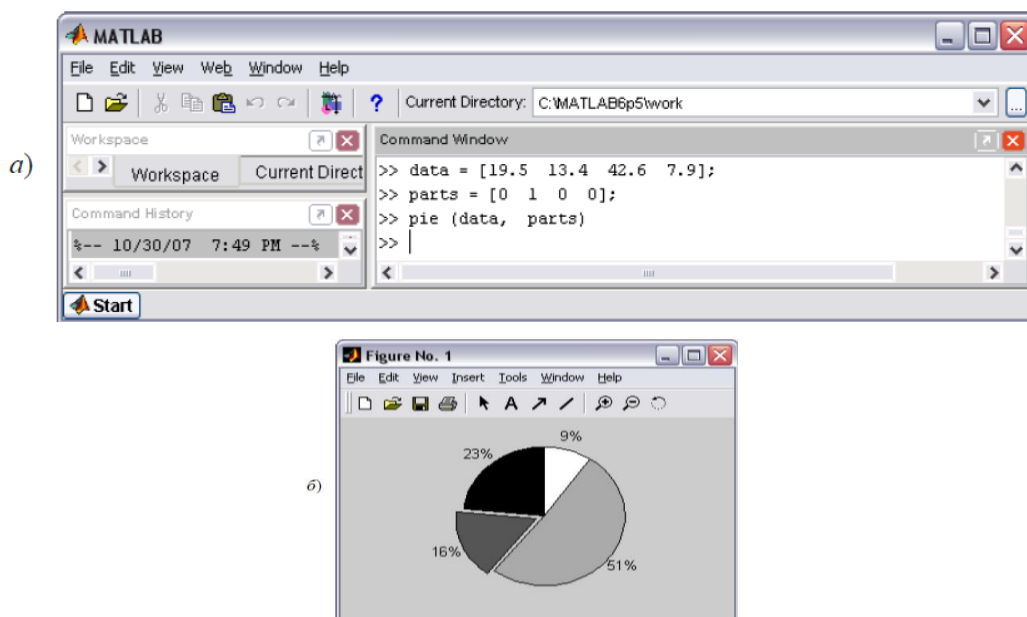 а)
MATLAB
File Edit View Web Window Help
? Current Directory: C:\MATLAB6p5\work ...
Workspace
Workspace Current Direct
Command History
%-- 10/30/07 7:49 PM --%
Start
Command Window
>> data = [19.5 13.4 42.6 7.9];
>> parts = [0 1 0 0];
>> pie (data, parts)
>>
б)
Figure No. 1
File Edit View Insert Tools Window Help
A
9%
23%
16%
51%